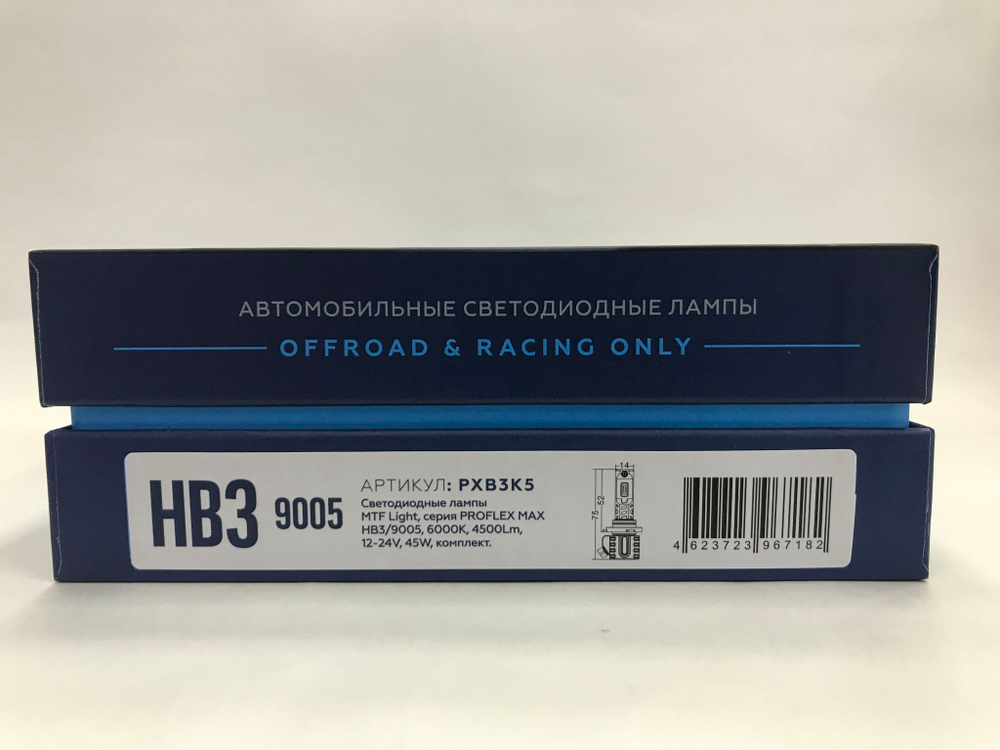 АВТОМОБИЛЬНЫЕ СВЕТОДИОДНЫЕ ЛАМПЫ
OFFROAD & RACING ONLY
HB3 9005
АРТИКУЛ: PXB3K5
Светодиодные лампы
MTF Light, серия PROFLEX MAX
HB3/9005, 6000K, 4500Lm,
12-24V, 45W, комплект.
14
52
75
4 623723 967182